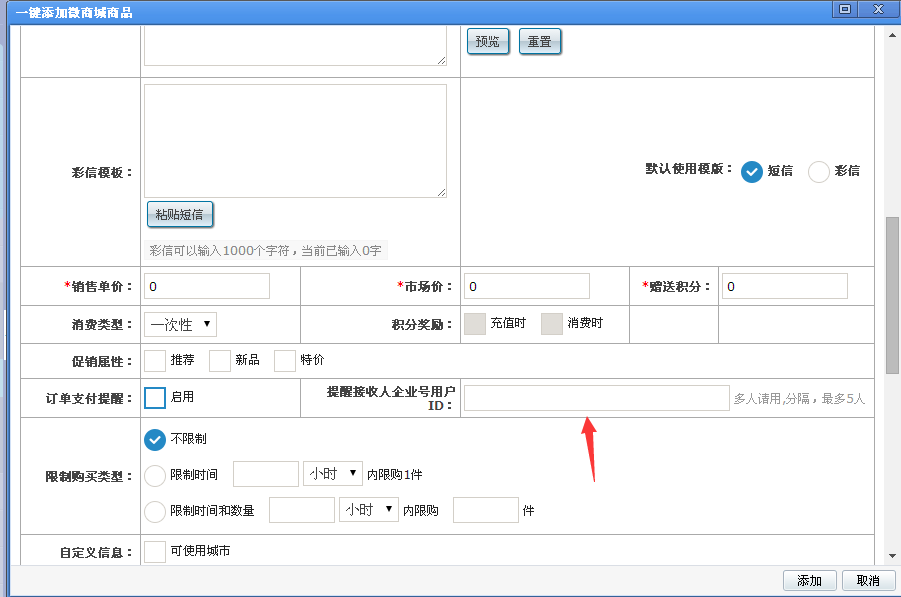 一键添加微商城商品
预览 重置
彩信模板：
默认使用模版： 短信 彩信
粘贴短信
彩信可以输入1000个字符，当前已输入0字
*销售单价： 0 *市场价： 0 *赠送积分： 0
消费类型： 一次性 积分奖励： 充值时 消费时
促销属性： 推荐 新品 特价
订单支付提醒： 启用 提醒接收人企业号用户
ID： 多人请用,分隔，最多5人
限制购买类型： 不限制
限制时间 小时 内限购1件
限制时间和数量 小时 内限购 件
自定义信息： 可使用城市
添加 取消